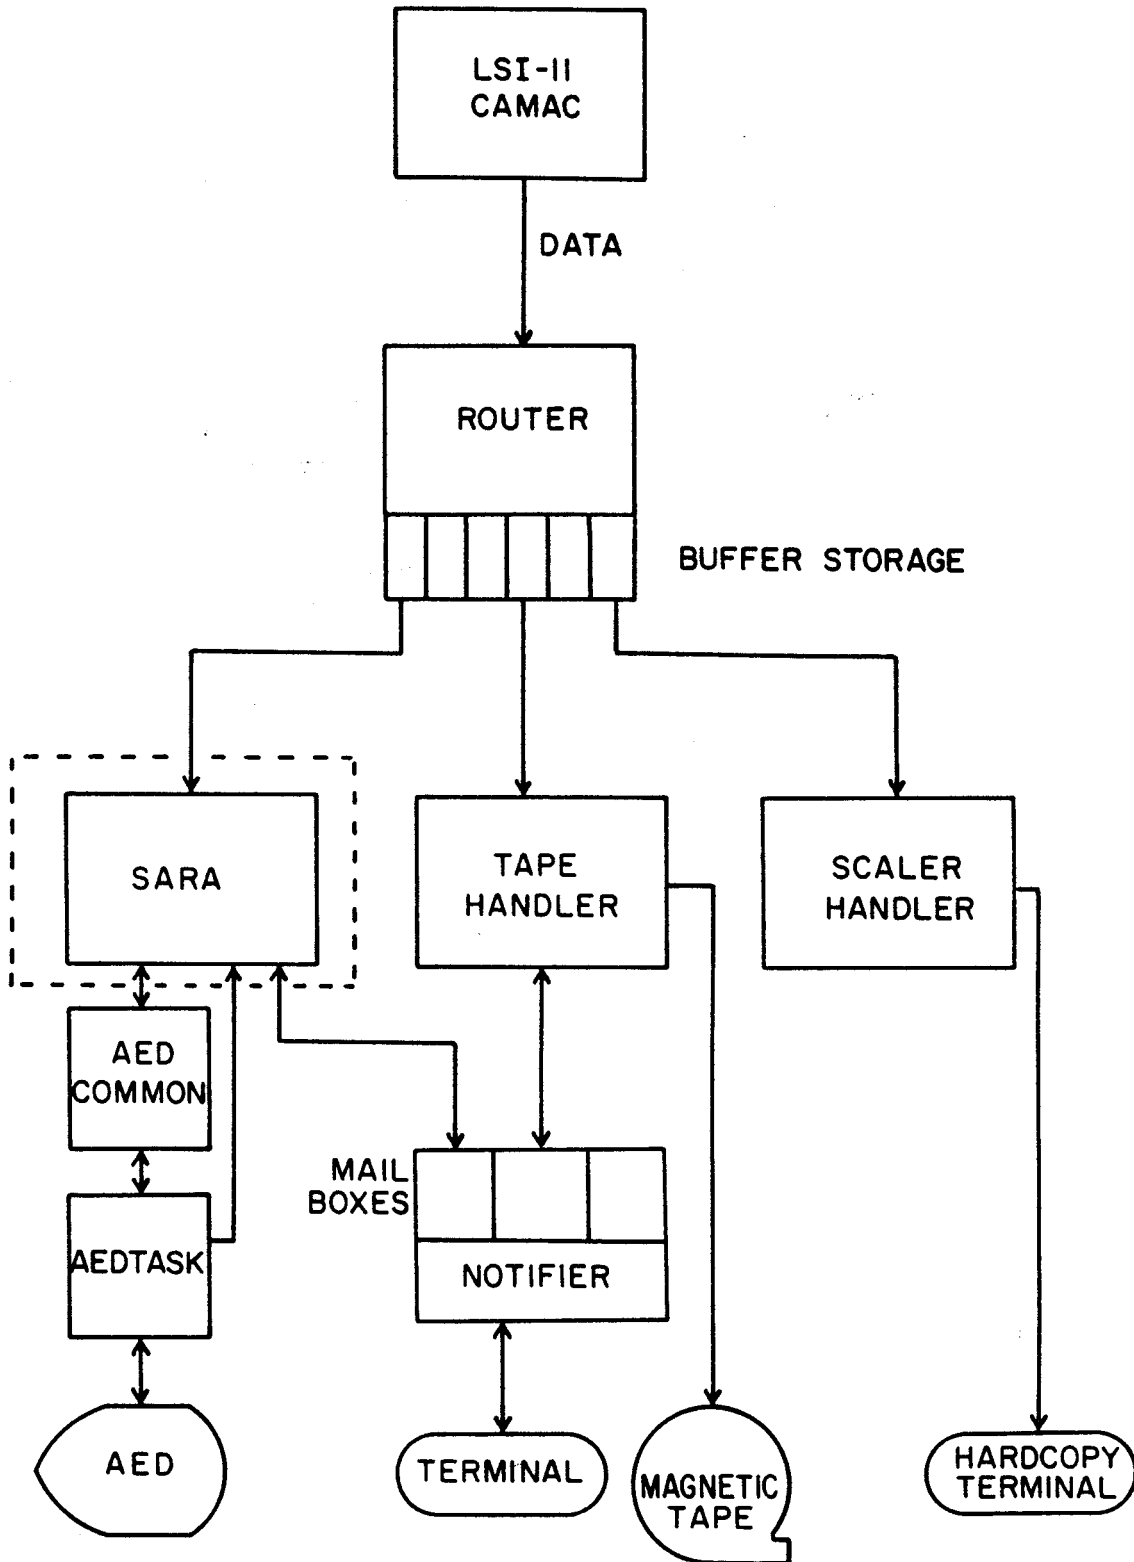 LSI-11
CAMAC
DATA
ROUTER
BUFFER STORAGE
SARA
TAPE
HANDLER
SCALER
HANDLER
AED
COMMON
MAIL
BOXES
AEDTASK
NOTIFIER
AED
TERMINAL
MAGNETIC
TAPE
HARDCOPY
TERMINAL